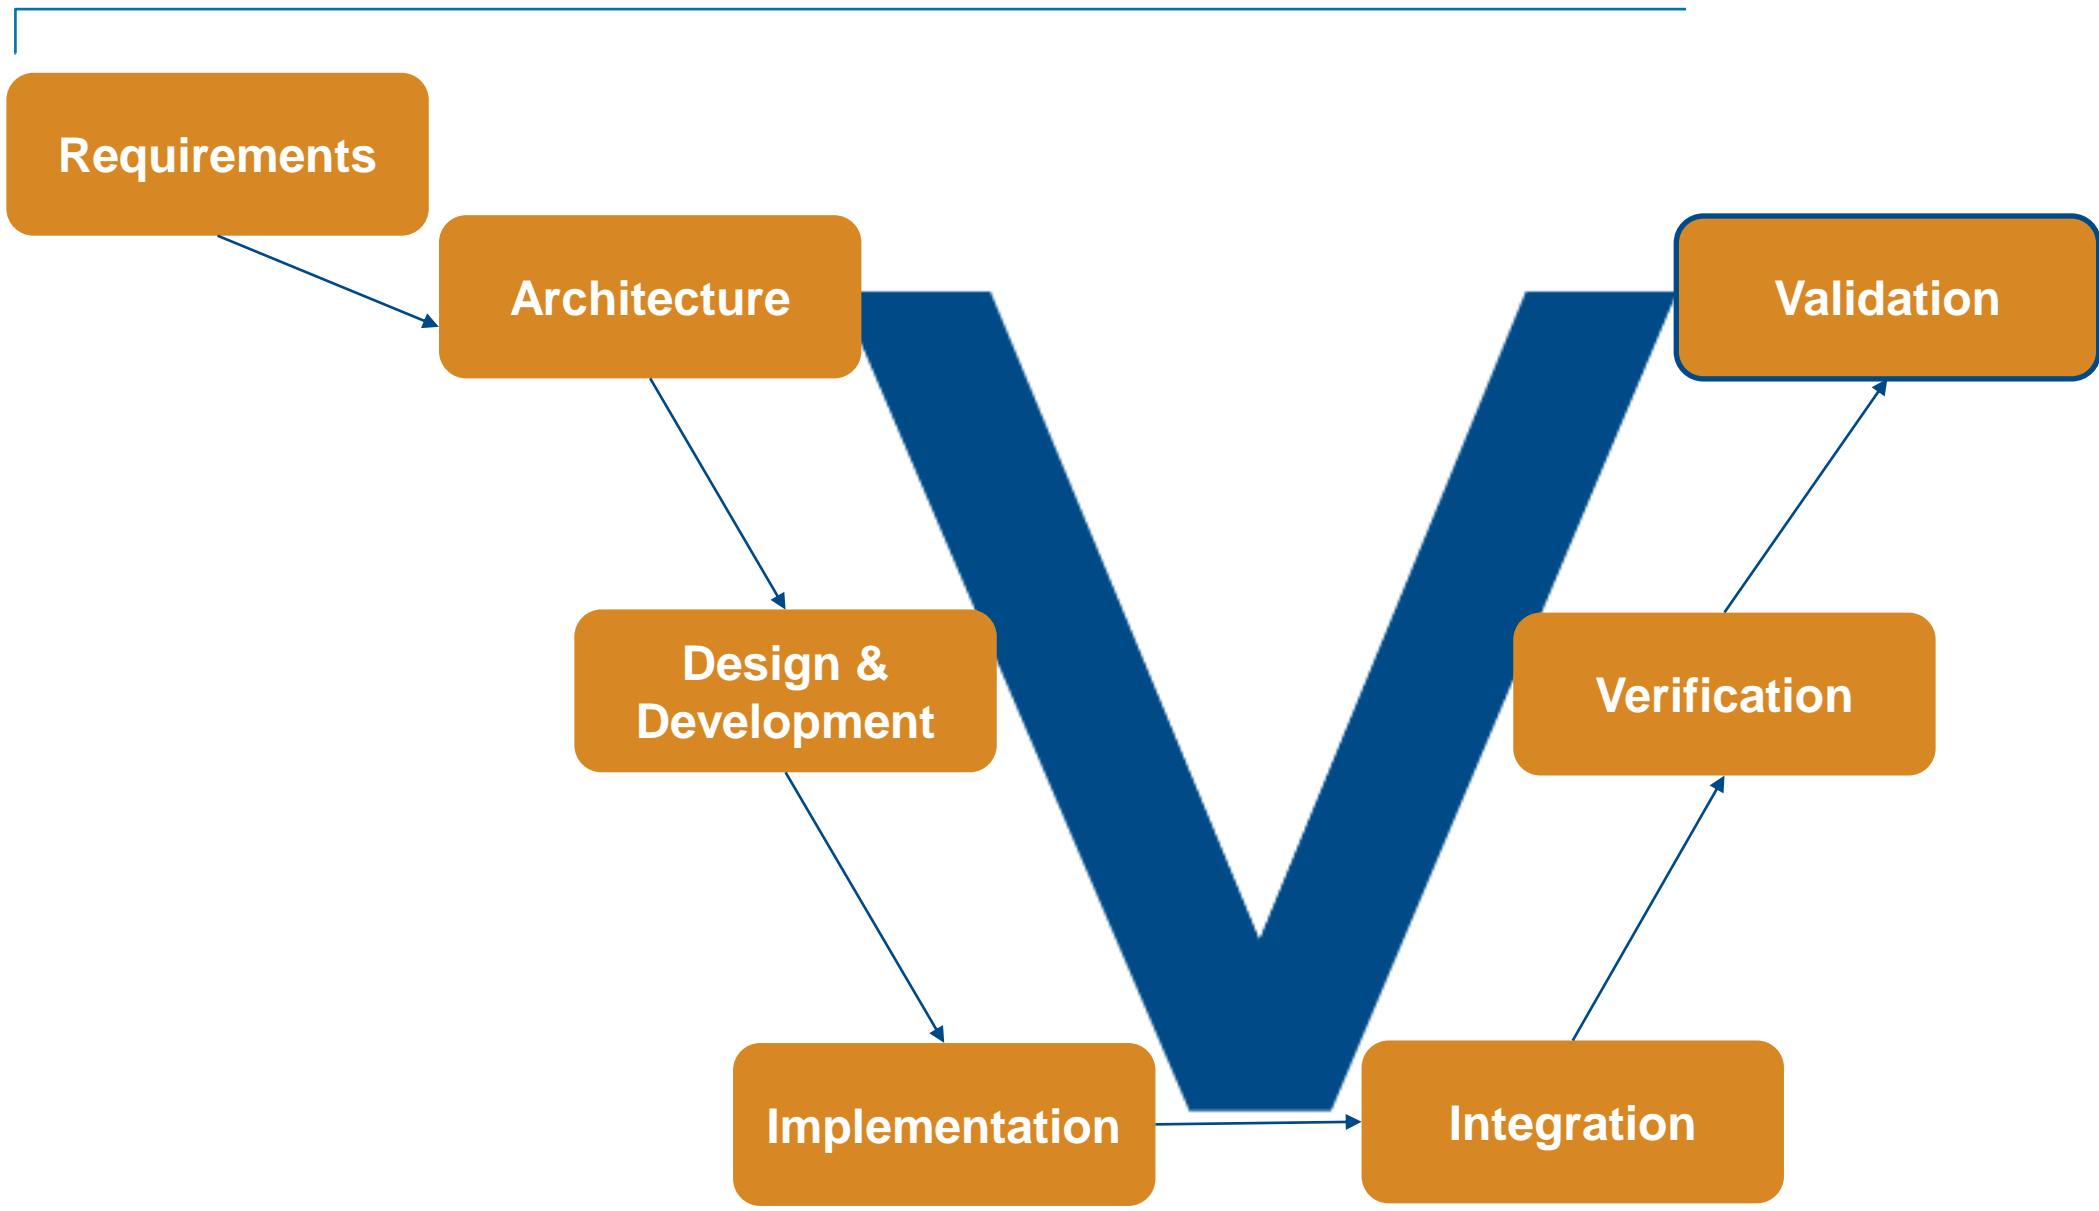 Requirements
Architecture
Validation
Design &
Development
Verification
Implementation
Integration